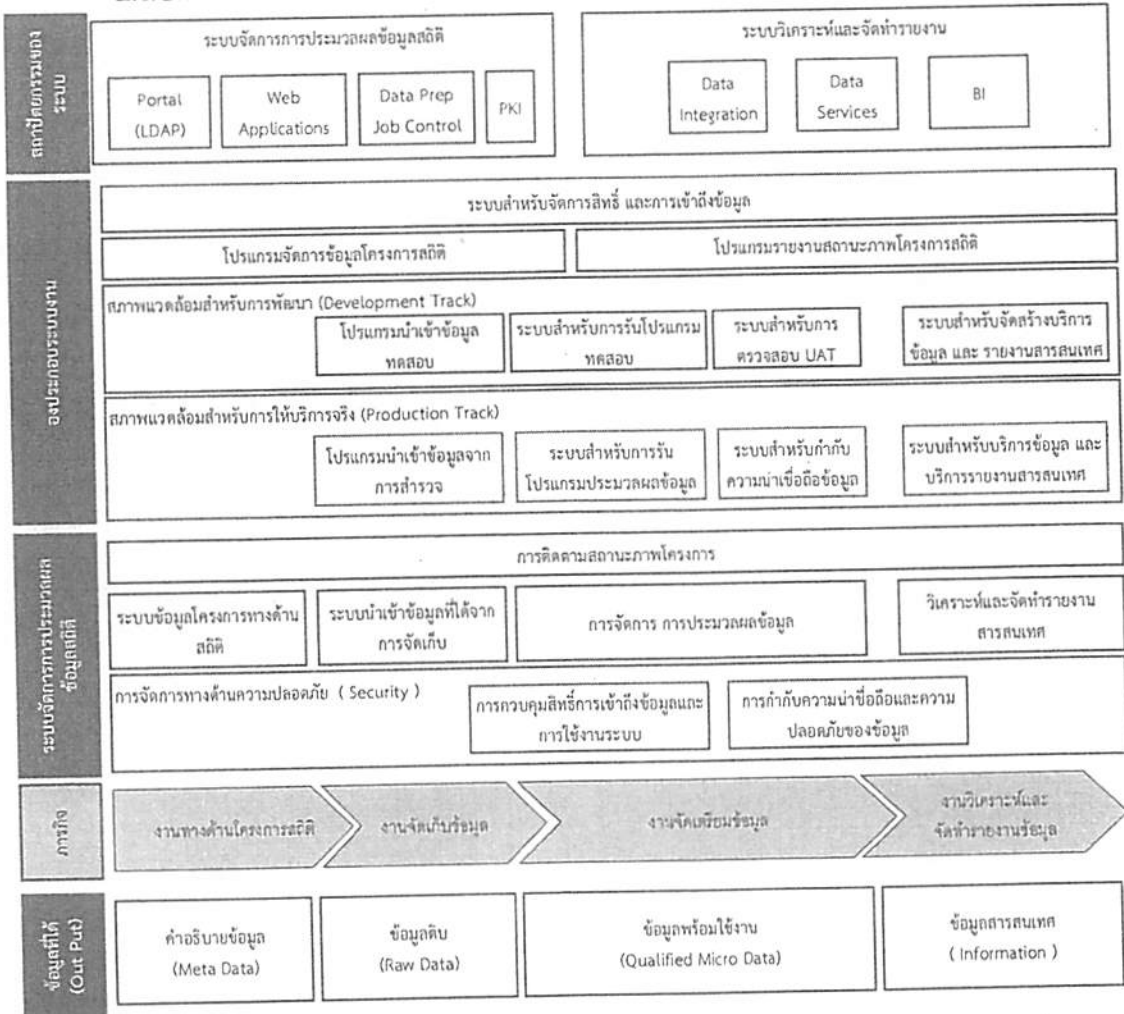 สถาปัตยกรรมของ
ระบบ
ระบบจัดการการประมวลผลข้อมูลสถิติ
Portal
(LDAP)
Web
Applications
Data Prep
Job Control
PKI
ระบบวิเคราะห์และจัดทำรายงาน
Data
Integration
Data
Services
BI
องประกอบระบบงาน
ระบบสำหรับจัดการสิทธิ์ และการเข้าถึงข้อมูล
โปรแกรมจัดการข้อมูลโครงการสถิติ
โปรแกรมรายงานสถานะภาพโครงการสถิติ
สภาพแวดล้อมสำหรับการพัฒนา (Development Track)
โปรแกรมนำเข้าข้อมูล
ทดสอบ
ระบบสำหรับการรันโปรแกรม
ทดสอบ
ระบบสำหรับการ
ตรวจสอบ UAT
ระบบสำหรับจัดสร้างบริการ
ข้อมูล และ รายงานสารสนเทศ
สภาพแวดล้อมสำหรับการให้บริการจริง (Production Track)
โปรแกรมนำเข้าข้อมูลจาก
การสำรวจ
ระบบสำหรับการรัน
โปรแกรมประมวลผลข้อมูล
ระบบสำหรับกำกับ
ความน่าเชื่อถือข้อมูล
ระบบสำหรับบริการข้อมูล และ
บริการรายงานสารสนเทศ
ระบบจัดการการประมวลผล
ข้อมูลสถิติ
การติดตามสถานะภาพโครงการ
ระบบข้อมูลโครงการทางด้าน
สถิติ
ระบบนำเข้าข้อมูลที่ได้จาก
การจัดเก็บ
การจัดการ การประมวลผลข้อมูล
วิเคราะห์และจัดทำรายงาน
สารสนเทศ
การจัดการทางด้านความปลอดภัย ( Security )
การควบคุมสิทธิ์การเข้าถึงข้อมูลและ
การใช้งานระบบ
การกำกับความน่าชื่อถือและความ
ปลอดภัยของข้อมูล
ภารกิจ
งานทางด้านโครงการสถิติ
งานจัดเก็บข้อมูล
งานจัดเตรียมข้อมูล
งานวิเคราะห์และ
จัดทำรายงานข้อมูล
ข้อมูลที่ได้
(Out Put)
คำอธิบายข้อมูล
(Meta Data)
ข้อมูลดิบ
(Raw Data)
ข้อมูลพร้อมใช้งาน
(Qualified Micro Data)
ข้อมูลสารสนเทศ
( Information )